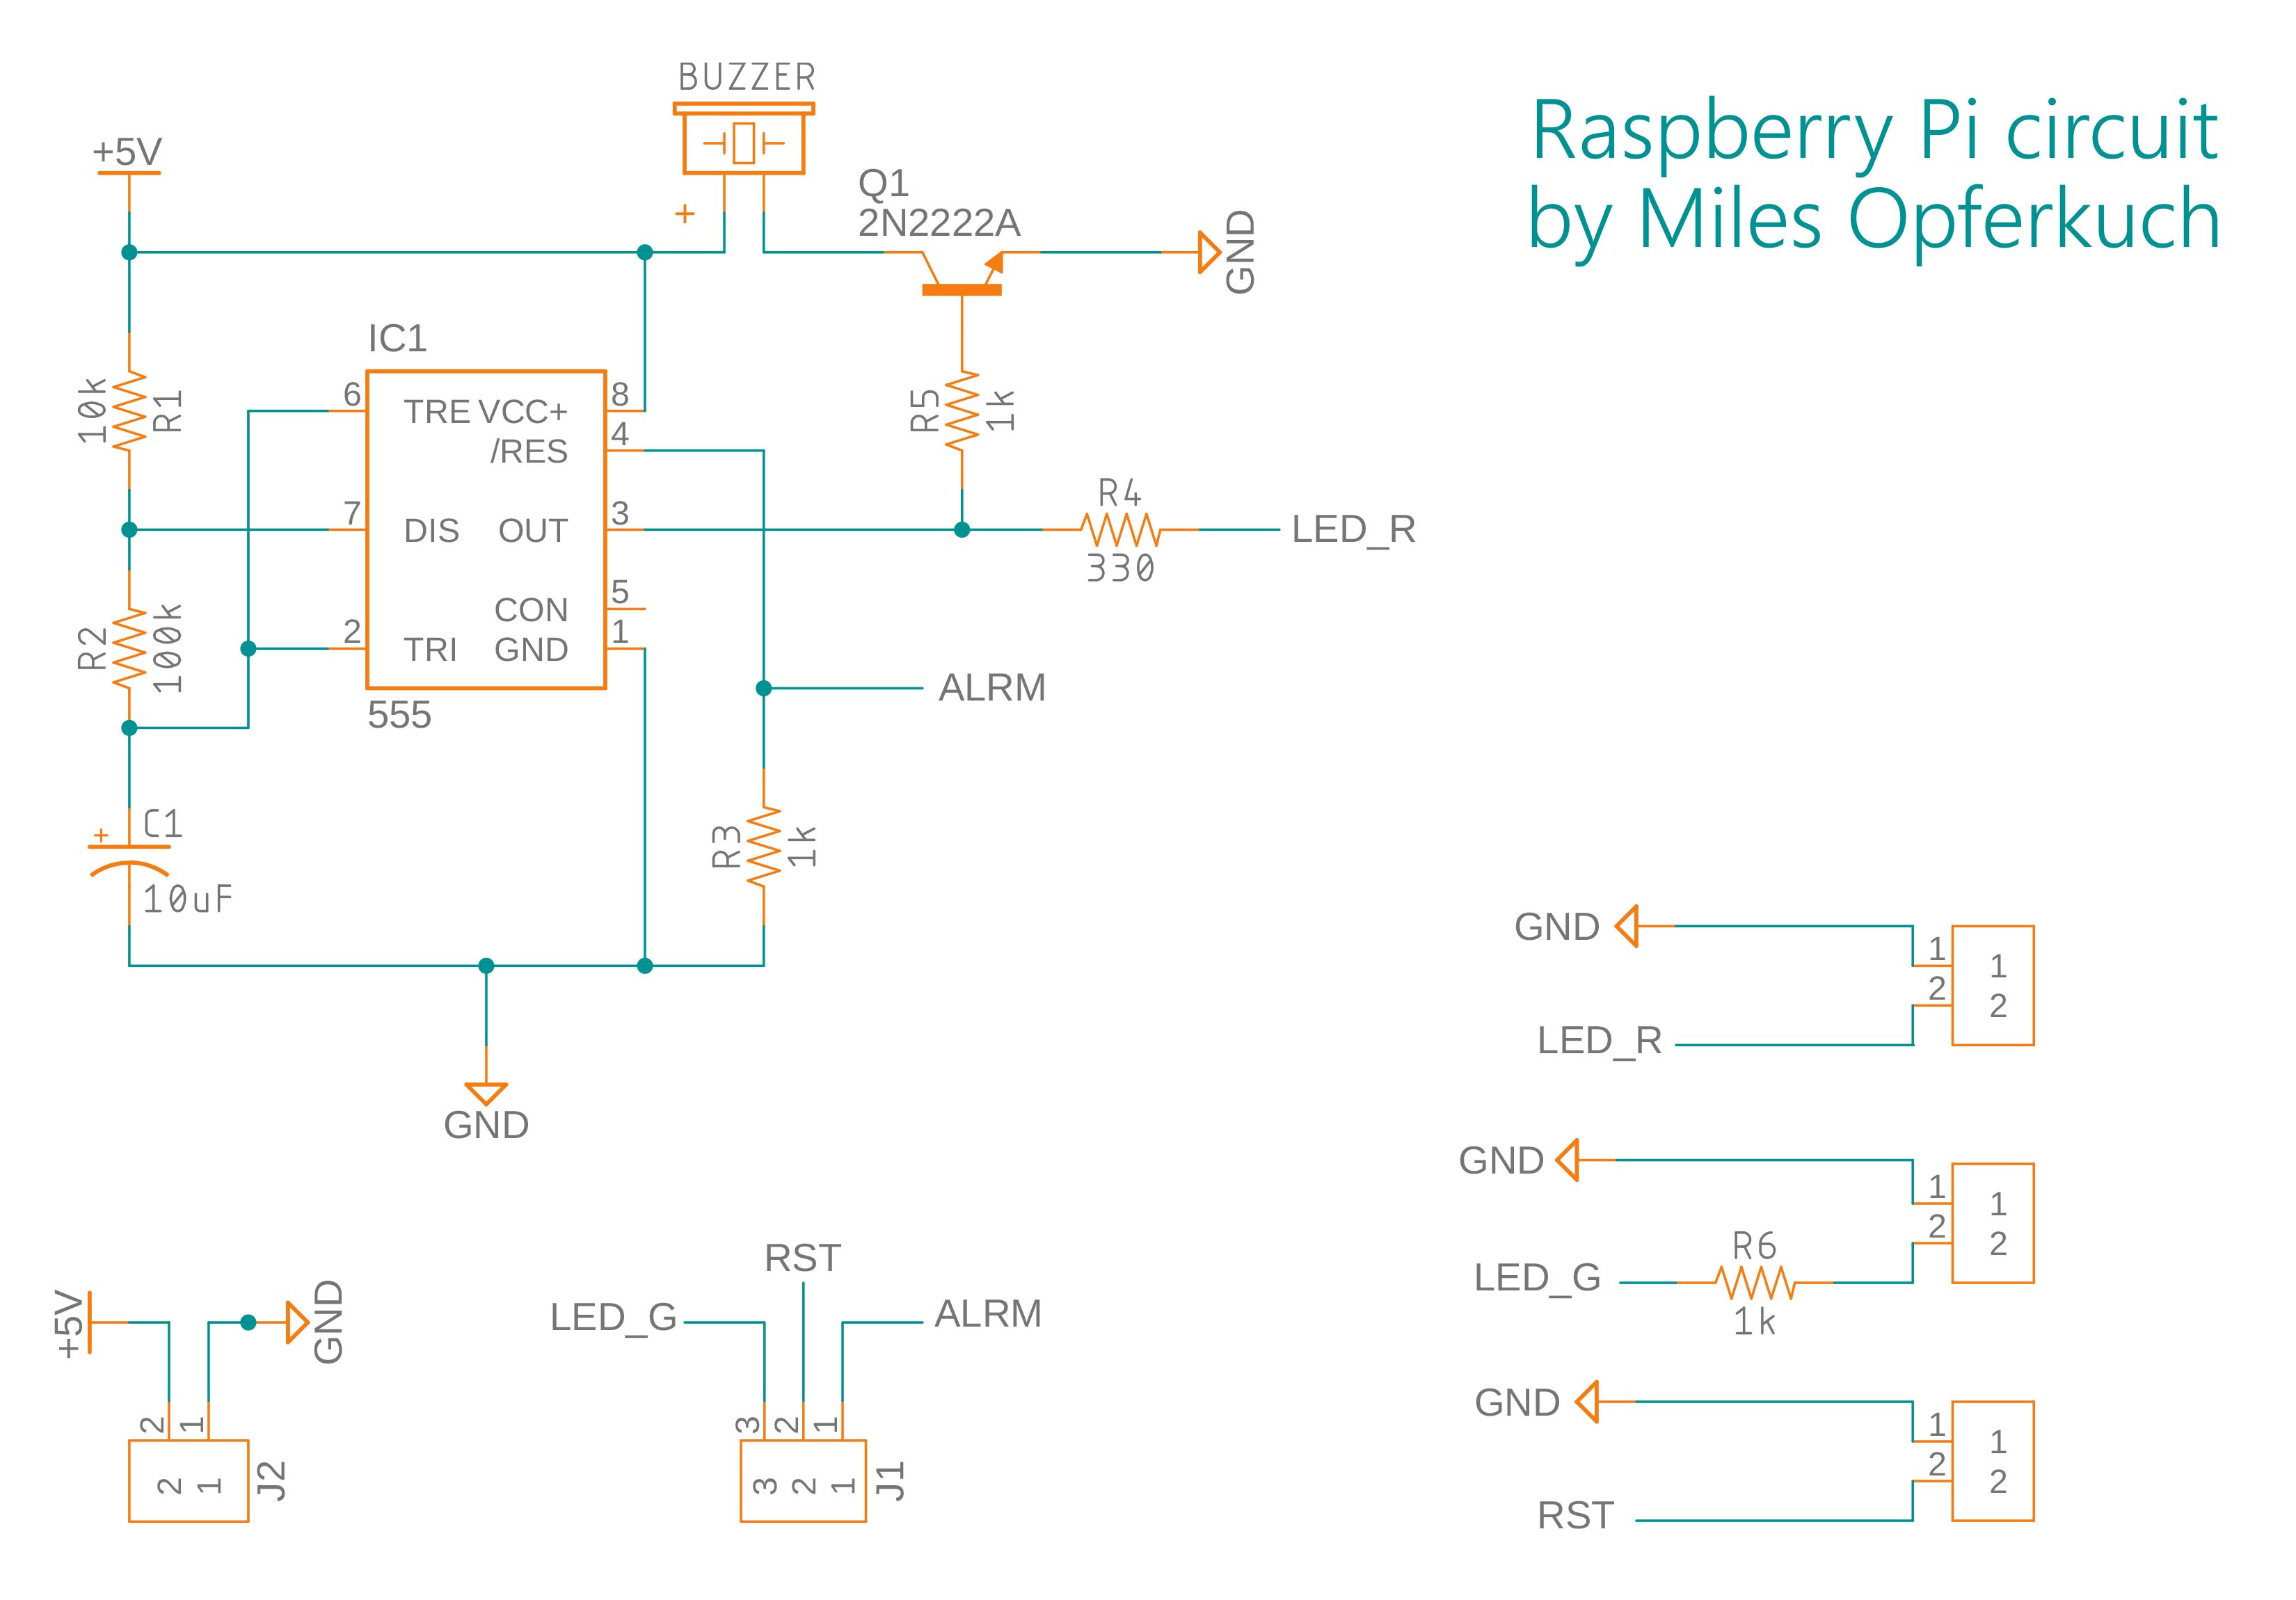 Raspberry Pi circuit
by Miles Opferkuch
BUZZER
+
+5V
Q1
2N2222A
GND
10k
R1
IC1
6
TRE
VCC+
8
/RES
4
7
DIS
OUT
3
CON
5
2
TRI
GND
1
555
R5
1k
R4
330
LED_R
R2
100k
ALRM
+
C1
10uF
R3
1k
GND
GND
1
2
1
2
LED_R
GND
1
2
1
2
LED_G
R6
1k
GND
1
2
1
2
RST
+5V
GND
2
1
2
1
J2
RST
LED_G
ALRM
3
2
1
3
2
1
J1